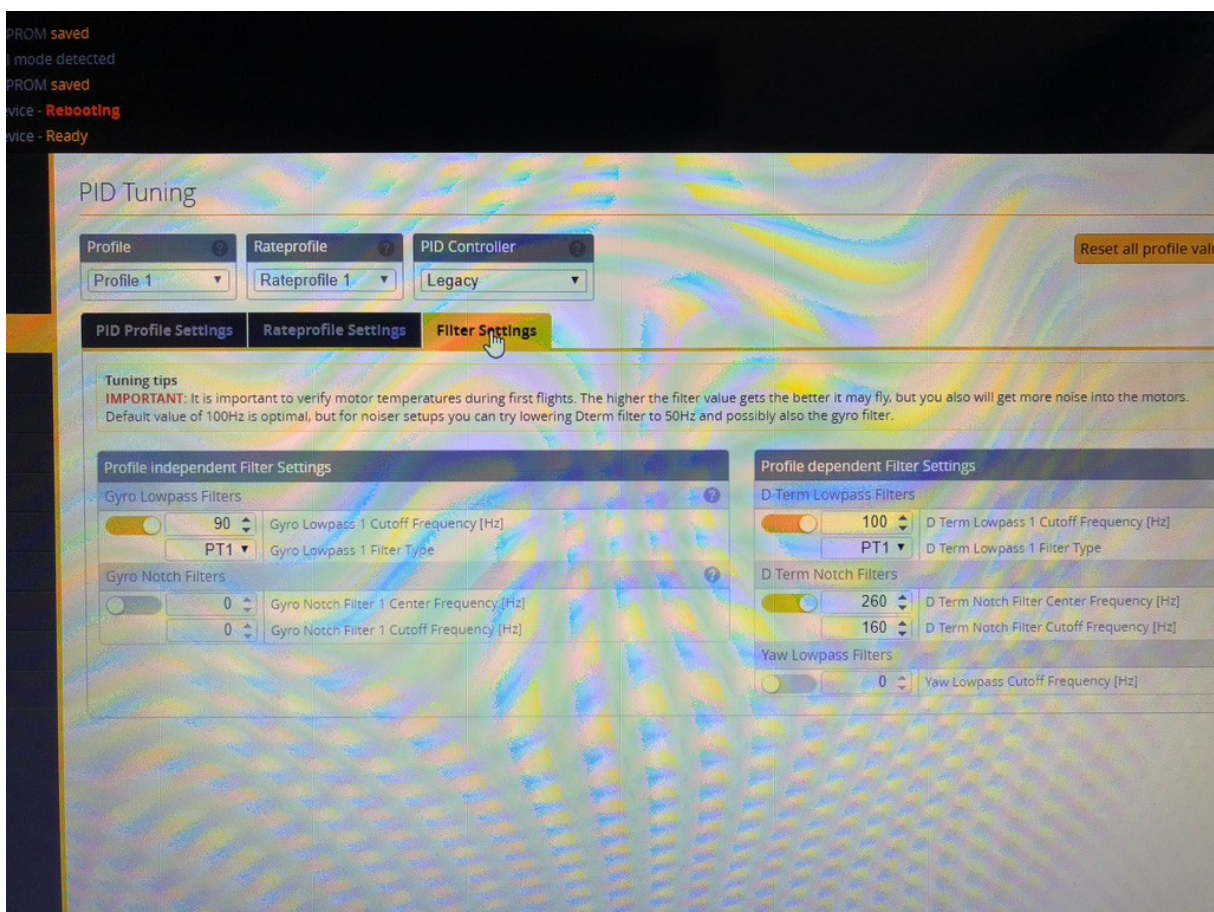 PROM saved
l mode detected
PROM saved
vice - Rebooting
vice - Ready
PID Tuning
Profile
Rateprofile
PID Controller
Profile 1
Rateprofile 1
Legacy
Reset all profile valu
PID Profile Settings
Rateprofile Settings
Filter Settings
Tuning tips
IMPORTANT: It is important to verify motor temperatures during first flights. The higher the filter value gets the better it may fly, but you also will get more noise into the motors.
Default value of 100Hz is optimal, but for noiser setups you can try lowering Dterm filter to 50Hz and possibly also the gyro filter.
Profile independent Filter Settings
Gyro Lowpass Filters
90 Gyro Lowpass 1 Cutoff Frequency [Hz]
PT1 Gyro Lowpass 1 Filter Type
Gyro Notch Filters
0 Gyro Notch Filter 1 Center Frequency [Hz]
0 Gyro Notch Filter 1 Cutoff Frequency [Hz]
Profile dependent Filter Settings
D Term Lowpass Filters
100 D Term Lowpass 1 Cutoff Frequency [Hz]
PT1 D Term Lowpass 1 Filter Type
D Term Notch Filters
260 D Term Notch Filter Center Frequency [Hz]
160 D Term Notch Filter Cutoff Frequency [Hz]
Yaw Lowpass Filters
0 Yaw Lowpass Cutoff Frequency [Hz]